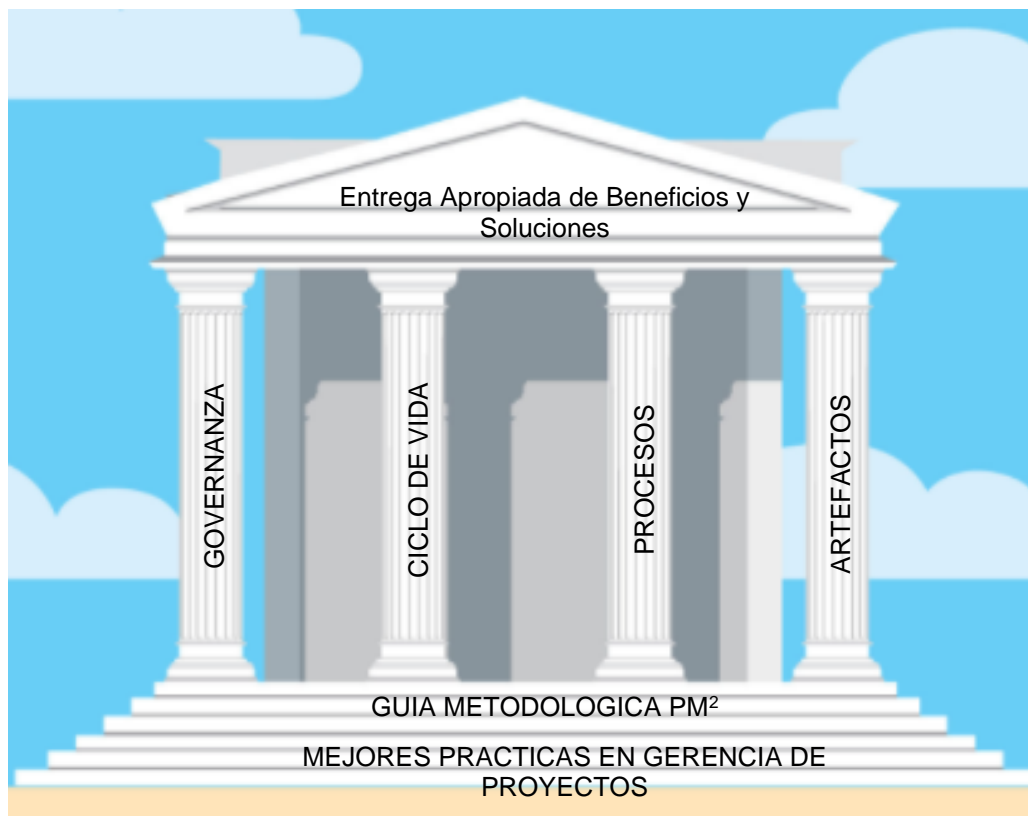 Entrega Apropiada de Beneficios y
Soluciones
GOVERNANZA
CICLO DE VIDA
PROCESOS
ARTEFACTOS
GUIA METODOLOGICA PM²
MEJORES PRACTICAS EN GERENCIA DE
PROYECTOS